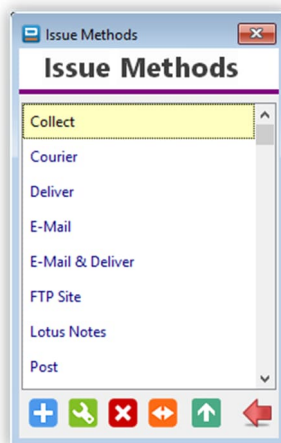 Issue Methods
Issue Methods
Collect
Courier
Deliver
E-Mail
E-Mail & Deliver
FTP Site
Lotus Notes
Post